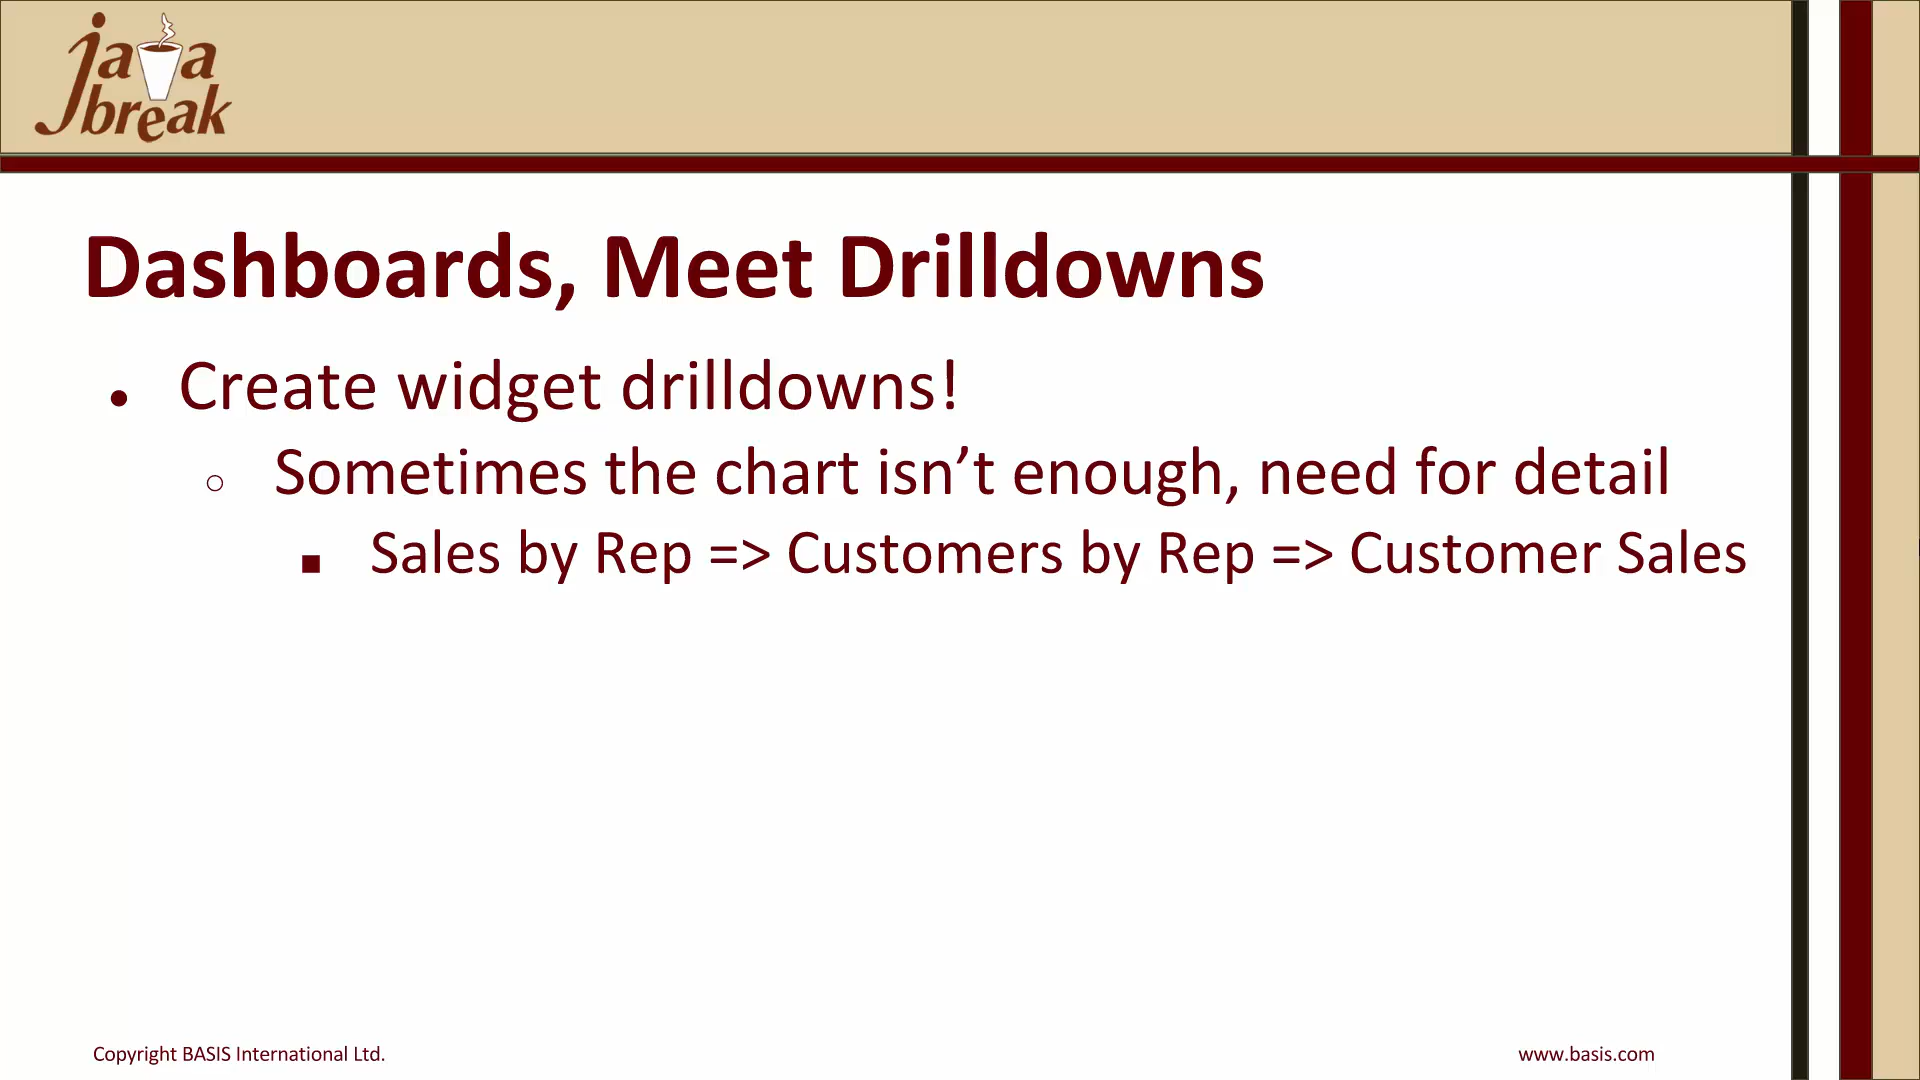 java
break
Dashboards, Meet Drilldowns
● Create widget drilldowns!
○ Sometimes the chart isn’t enough, need for detail
■ Sales by Rep => Customers by Rep => Customer Sales
Copyright BASIS International Ltd.
www.basis.com